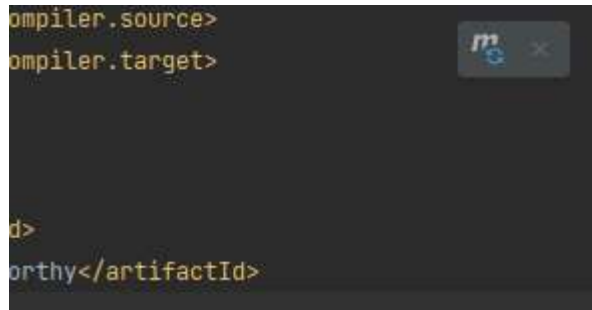 ompiler.source>
ompiler.target>
m
d>
orthy</artifactId>